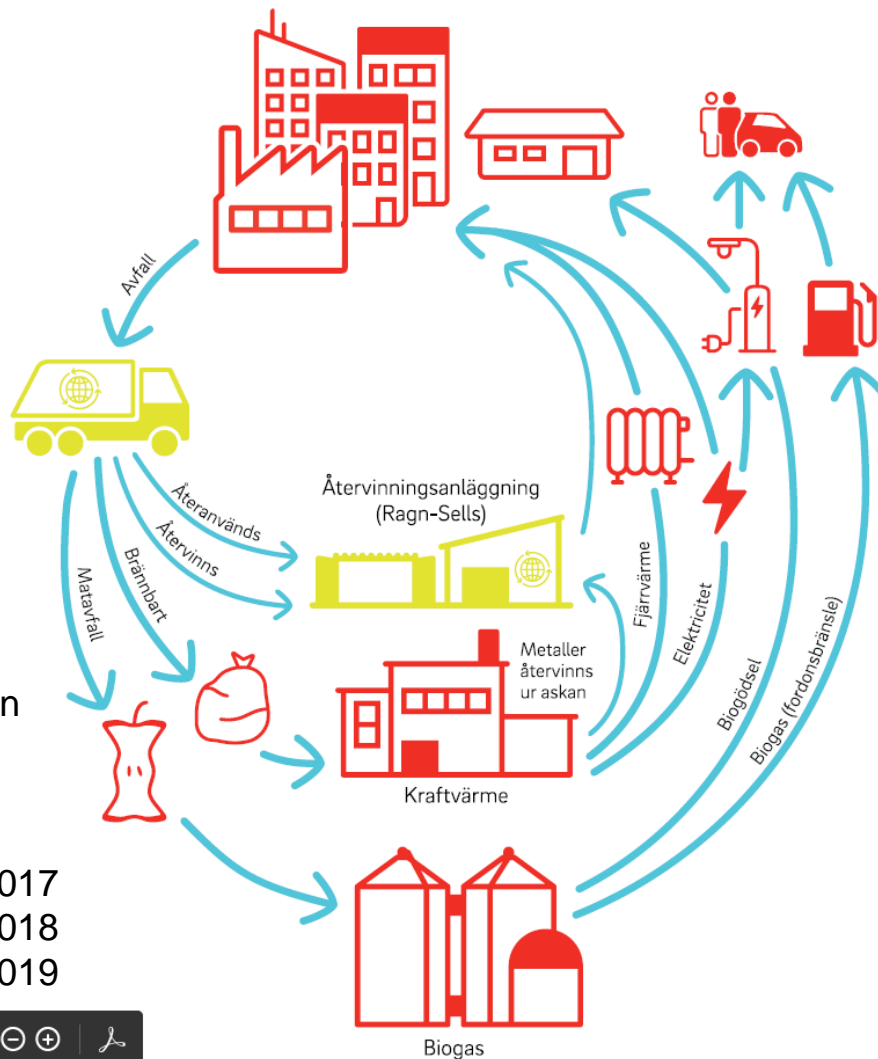 Avfall
Återanvänds
Återvinns
Brännbart
Matavfall
Återvinningsanläggning
(Ragn-Sells)
Metaller
återvinns
ur askan
Fjärrvärme
Elektricitet
Biogödsel
Biogas (fordonsbränsle)
Kraftvärme
n
017
018
019
Biogas